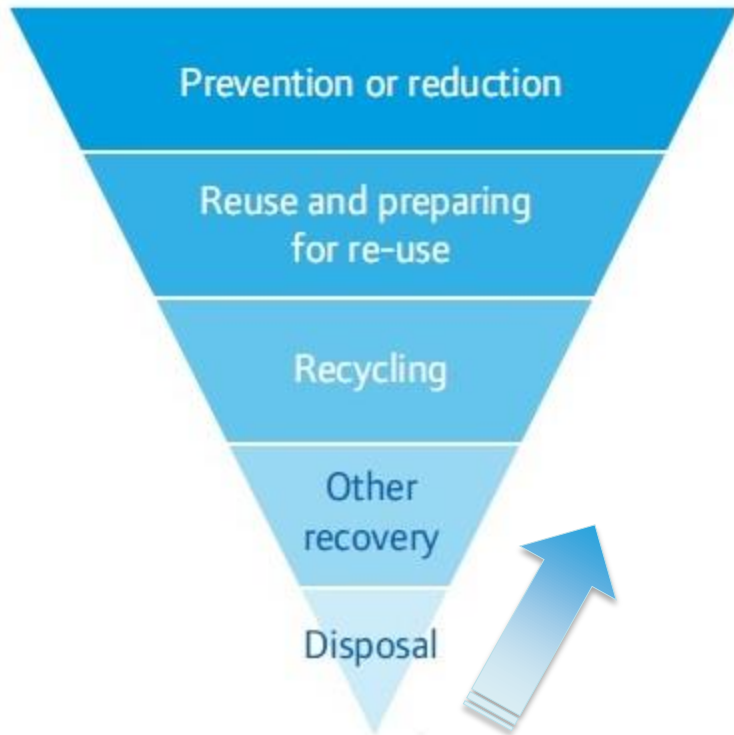 Prevention or reduction
Reuse and preparing
for re-use
Recycling
Other
recovery
Disposal